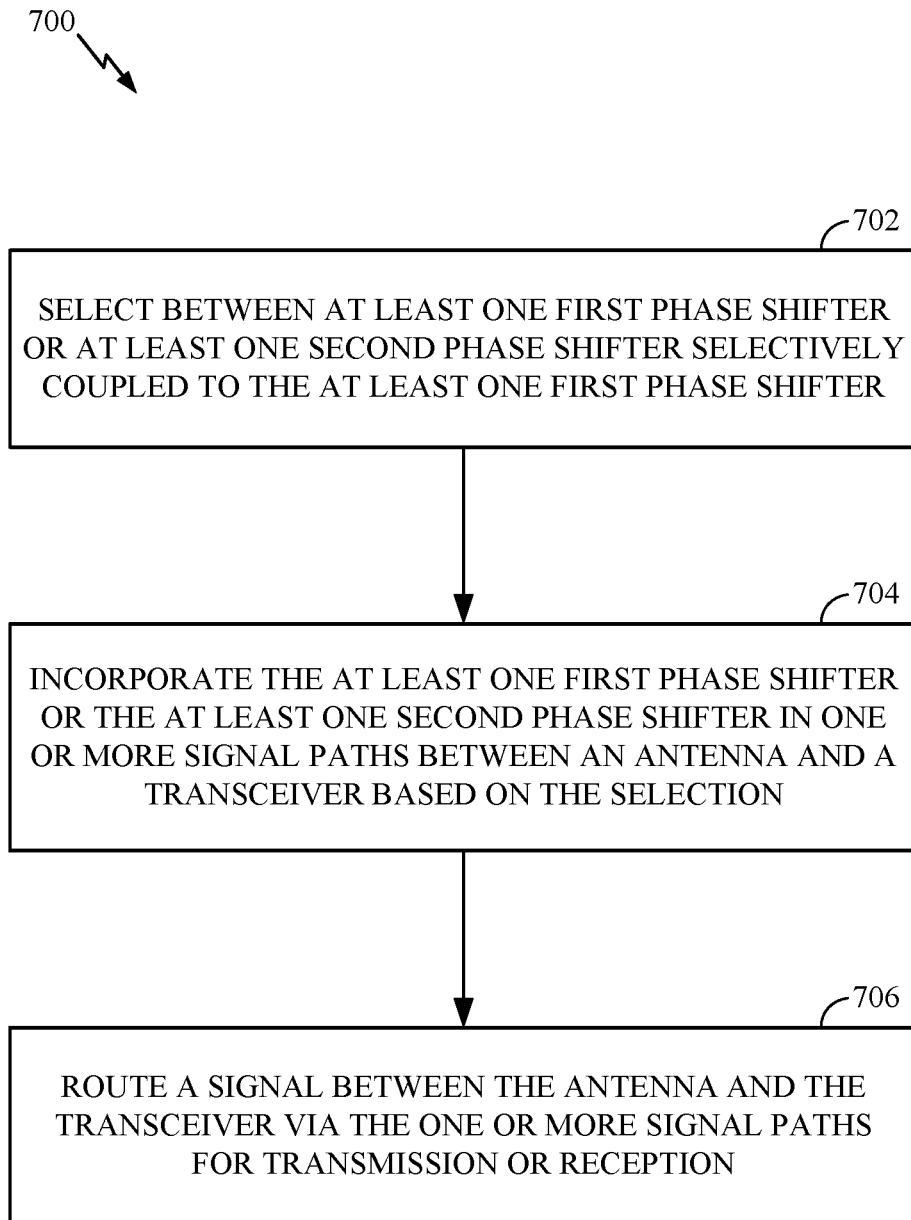 700
702
SELECT BETWEEN AT LEAST ONE FIRST PHASE SHIFTER
OR AT LEAST ONE SECOND PHASE SHIFTER SELECTIVELY
COUPLED TO THE AT LEAST ONE FIRST PHASE SHIFTER
704
INCORPORATE THE AT LEAST ONE FIRST PHASE SHIFTER
OR THE AT LEAST ONE SECOND PHASE SHIFTER IN ONE
OR MORE SIGNAL PATHS BETWEEN AN ANTENNA AND A
TRANSCEIVER BASED ON THE SELECTION
706
ROUTE A SIGNAL BETWEEN THE ANTENNA AND THE
TRANSCEIVER VIA THE ONE OR MORE SIGNAL PATHS
FOR TRANSMISSION OR RECEPTION